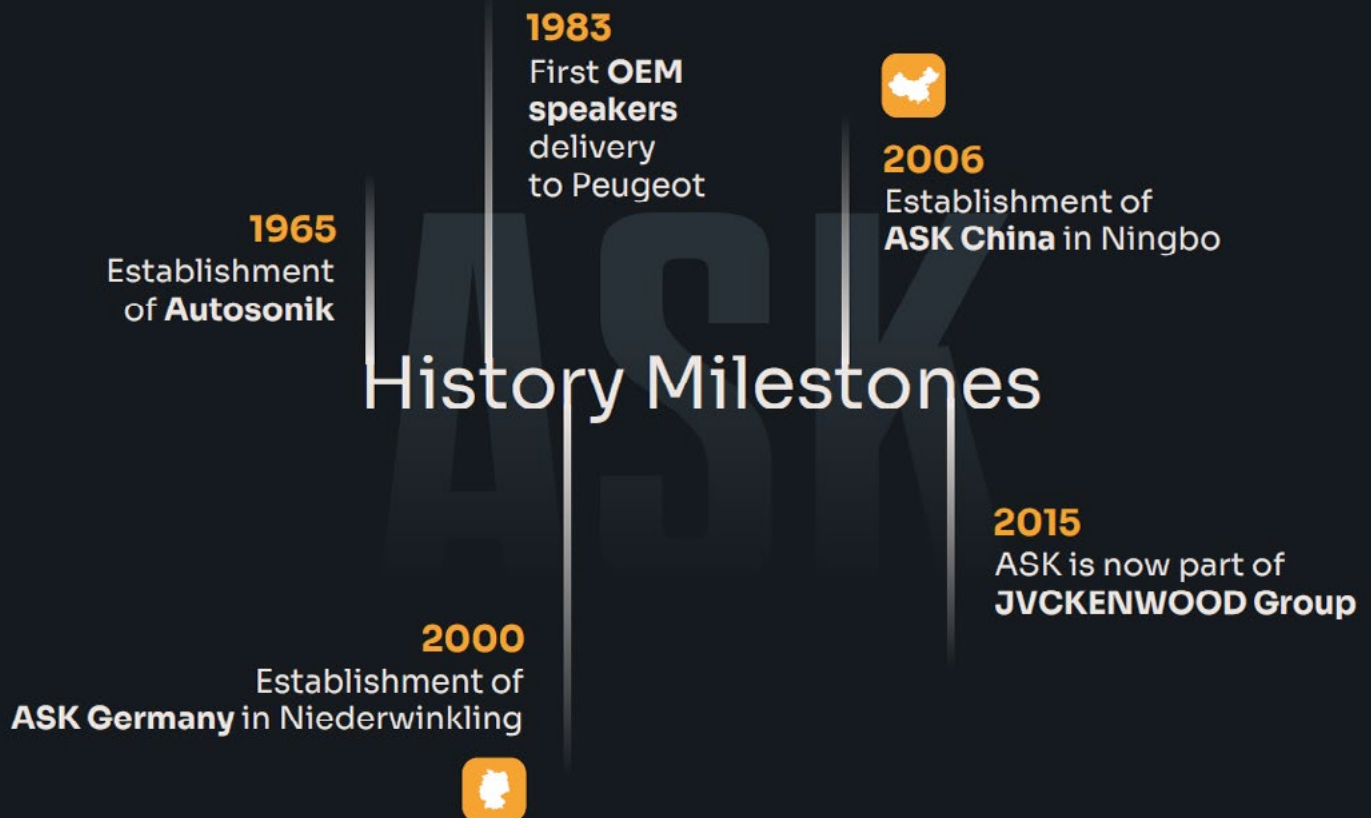 1983
First OEM
speakers
delivery
to Peugeot
2006
Establishment of
ASK China in Ningbo
1965
Establishment
of Autosonik
ASK
History Milestones
2015
ASK is now part of
JVCKENWOOD Group
2000
Establishment of
ASK Germany in Niederwinkling